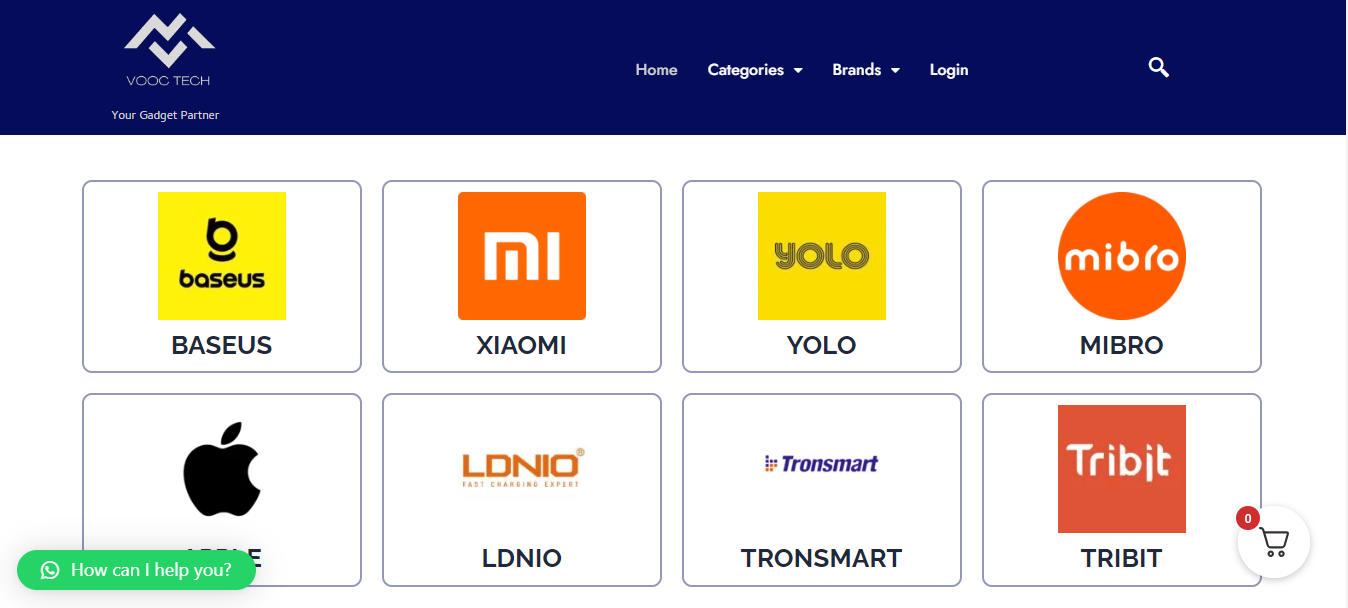 VOOC TECH
Your Gadget Partner
Home Categories Brands Login
baseus
mi
YOLO
mibro
BASEUS
XIAOMI
YOLO
MIBRO
LDNIO®
FAST CHARGING EXPERT
Tronsmart
Tribit
APPLE
LDNIO
TRONSMART
TRIBIT
How can I help you?
0